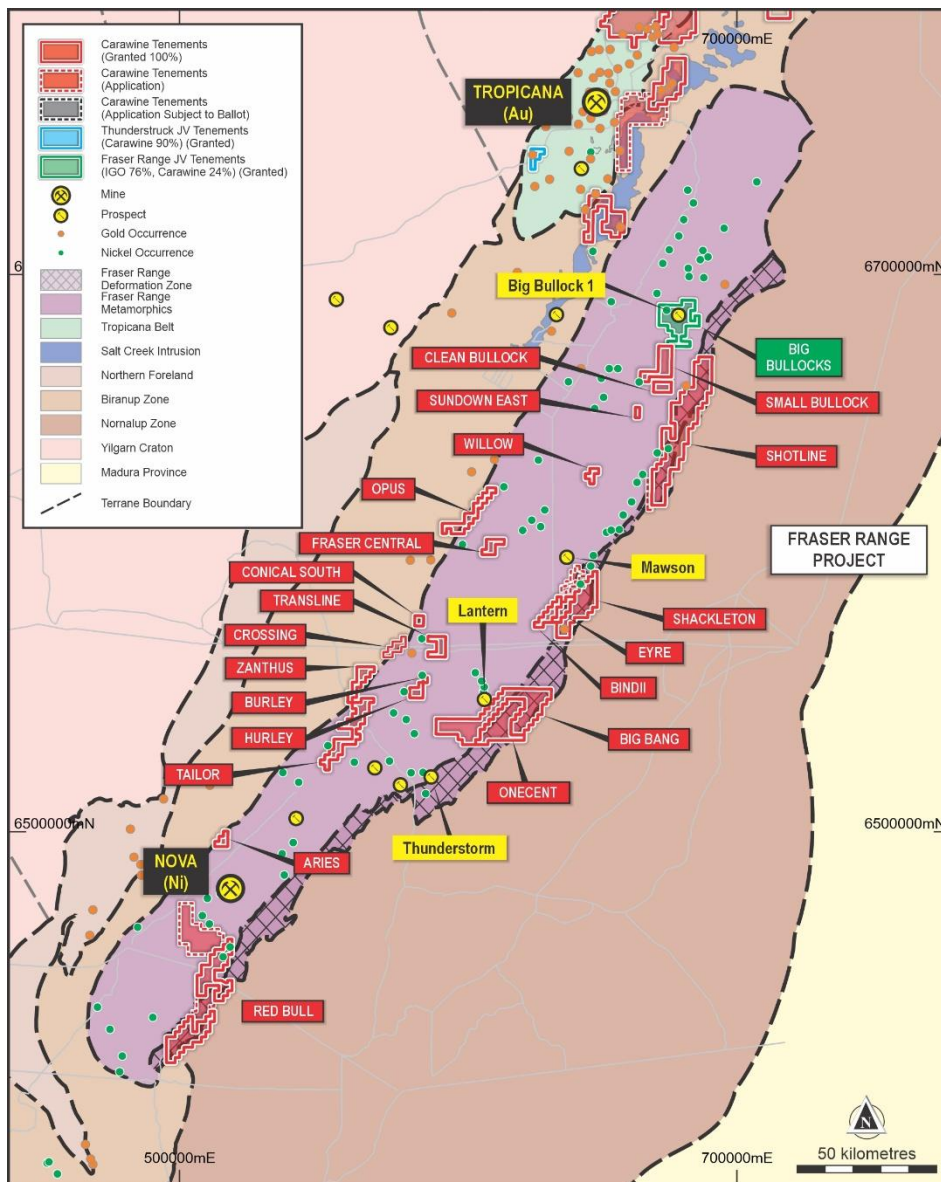 Carawine Tenements
(Granted 100%)
Carawine Tenements
(Application)
Carawine Tenements
(Application Subject to Ballot)
Thunderstruck JV Tenements
(Carawine 90%) (Granted)
Fraser Range JV Tenements
(IGO 76%, Carawine 24%) (Granted)
Mine
Prospect
Gold Occurrence
Nickel Occurrence
Fraser Range
Deformation Zone
Fraser Range
Metamorphics
Tropicana Belt
Salt Creek Intrusion
Northern Foreland
Biranup Zone
Nornalup Zone
Yilgarn Craton
Madura Province
Terrane Boundary
700000mE
TROPICANA
(Au)
6700000mN
Big Bullock 1
BIG
BULLOCKS
CLEAN BULLOCK
SMALL BULLOCK
SUNDOWN EAST
SHOTLINE
WILLOW
OPUS
FRASER CENTRAL
FRASER RANGE
PROJECT
Mawson
CONICAL SOUTH
TRANSLINE
Lantern
SHACKLETON
CROSSING
EYRE
ZANTHUS
BINDII
BURLEY
HURLEY
BIG BANG
TAILOR
ONECENT
6500000mN
6500000mN
Thunderstorm
NOVA
(Ni)
ARIES
RED BULL
N
50 kilometres
500000mE
700000mE